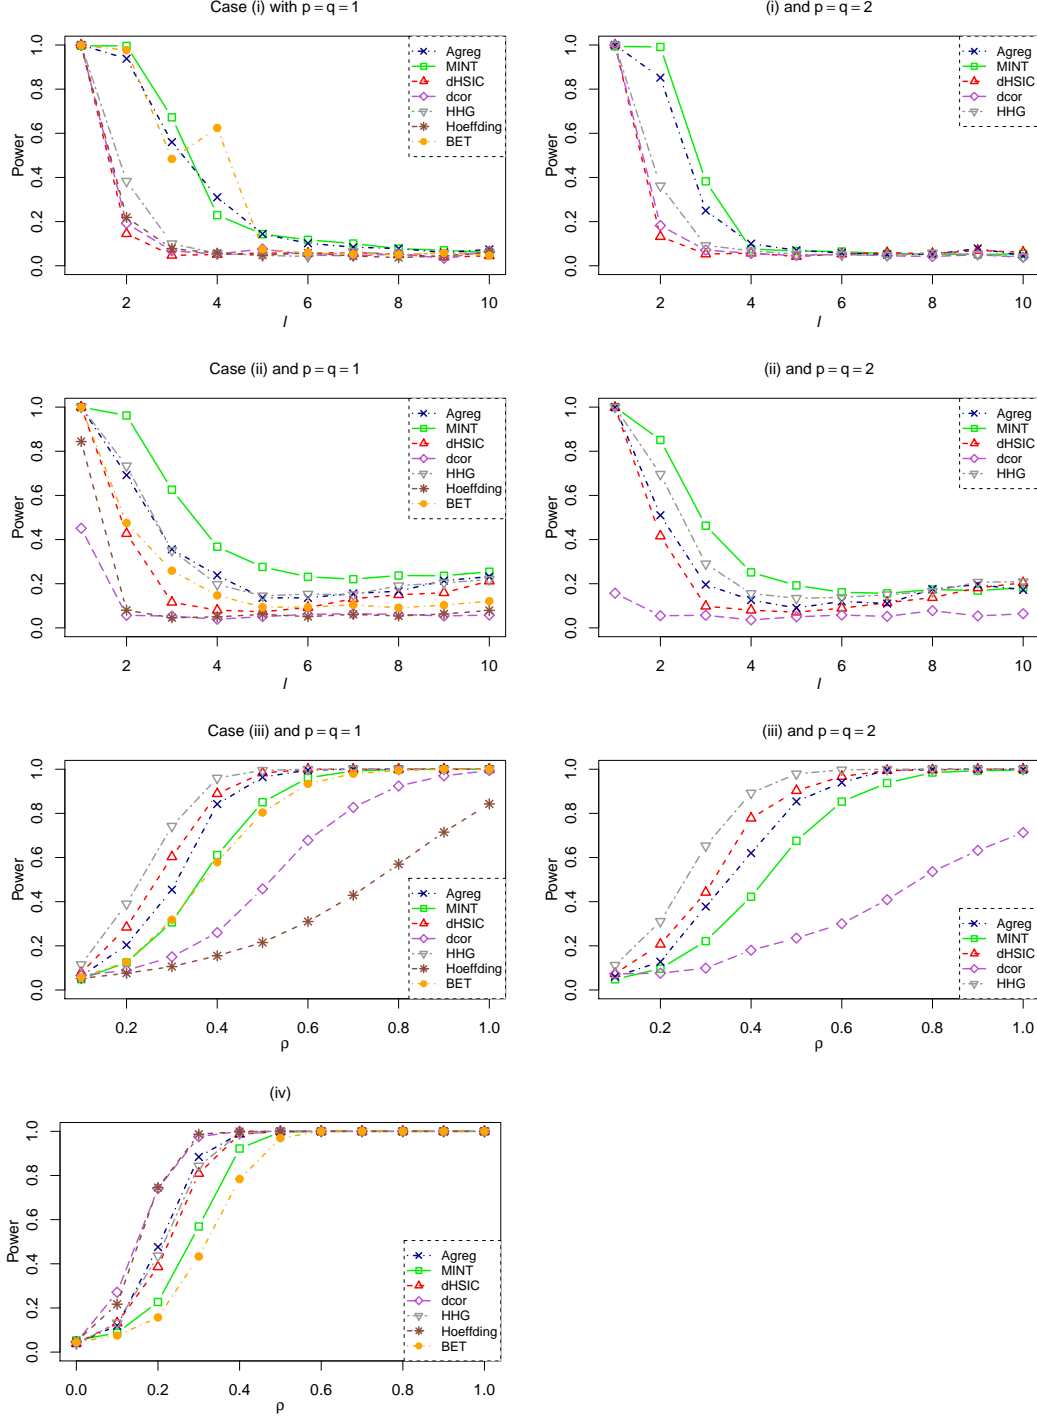 Case (i) with p = q = 1
Power
0.0 0.2 0.4 0.6 0.8 1.0
2 4 6 8 10
l
Agreg
MINT
dHSIC
dcor
HHG
Hoeffding
BET
(i) and p = q = 2
Power
0.0 0.2 0.4 0.6 0.8 1.0
2 4 6 8 10
l
Agreg
MINT
dHSIC
dcor
HHG
Case (ii) and p = q = 1
Power
0.0 0.2 0.4 0.6 0.8 1.0
2 4 6 8 10
l
Agreg
MINT
dHSIC
dcor
HHG
Hoeffding
BET
(ii) and p = q = 2
Power
0.0 0.2 0.4 0.6 0.8 1.0
2 4 6 8 10
l
Agreg
MINT
dHSIC
dcor
HHG
Case (iii) and p = q = 1
Power
0.0 0.2 0.4 0.6 0.8 1.0
0.2 0.4 0.6 0.8 1.0
ρ
Agreg
MINT
dHSIC
dcor
HHG
Hoeffding
BET
(iii) and p = q = 2
Power
0.0 0.2 0.4 0.6 0.8 1.0
0.2 0.4 0.6 0.8 1.0
ρ
Agreg
MINT
dHSIC
dcor
HHG
(iv)
Power
0.0 0.2 0.4 0.6 0.8 1.0
0.0 0.2 0.4 0.6 0.8 1.0
ρ
Agreg
MINT
dHSIC
dcor
HHG
Hoeffding
BET